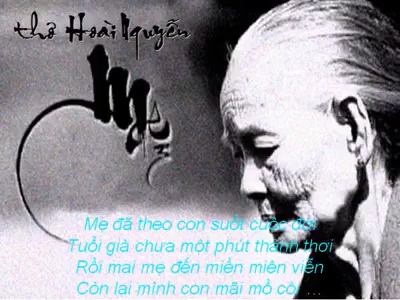 thơ Hoài Nguyễn
Mẹ
Mẹ đã theo con suốt cuộc đời
Tuổi già chưa một phút thảnh thơi
Rồi mai mẹ đến miền miên viễn
Còn lại mình con mãi mồ côi ...